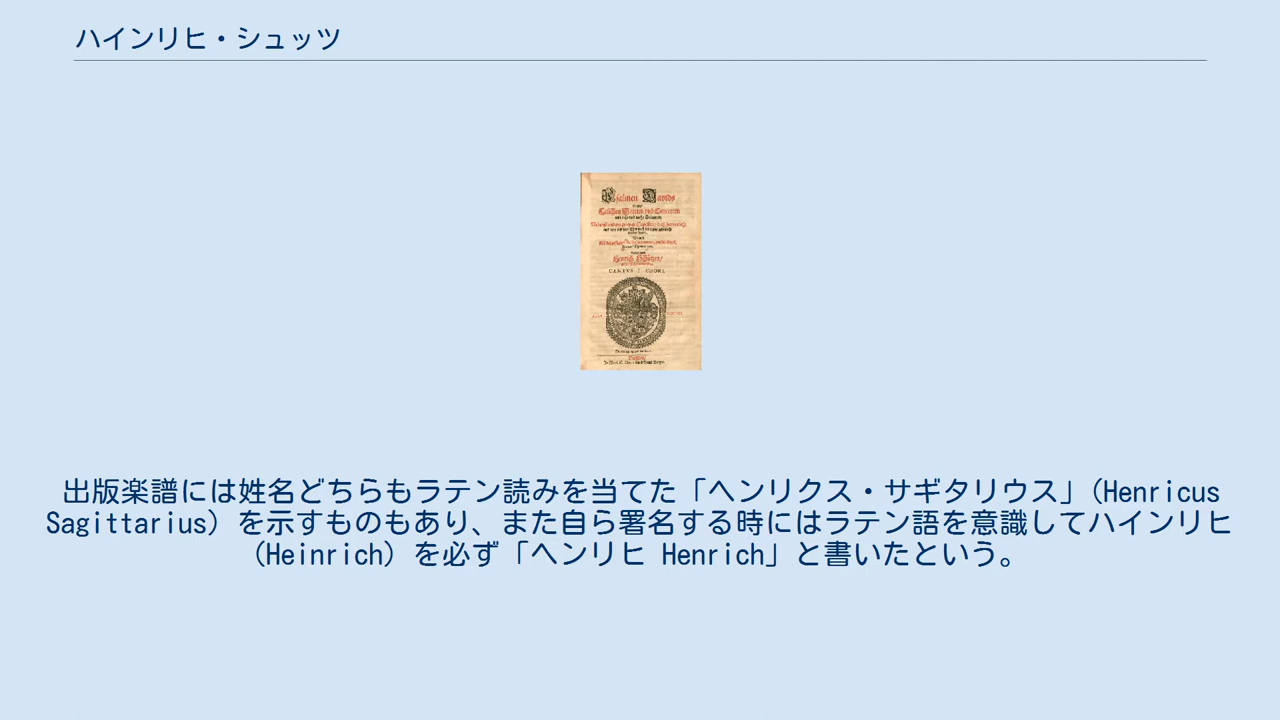 ハインリヒ・シュッツ
Psalmen Davids
CANTVS I. CHORI.
出版楽譜には姓名どちらもラテン読みを当てた「ヘンリクス・サギタリウス」(Henricus
Sagittarius) を示すものもあり、また自ら署名する時にはラテン語を意識してハインリヒ
(Heinrich) を必ず「ヘンリヒ Henrich」と書いたという。